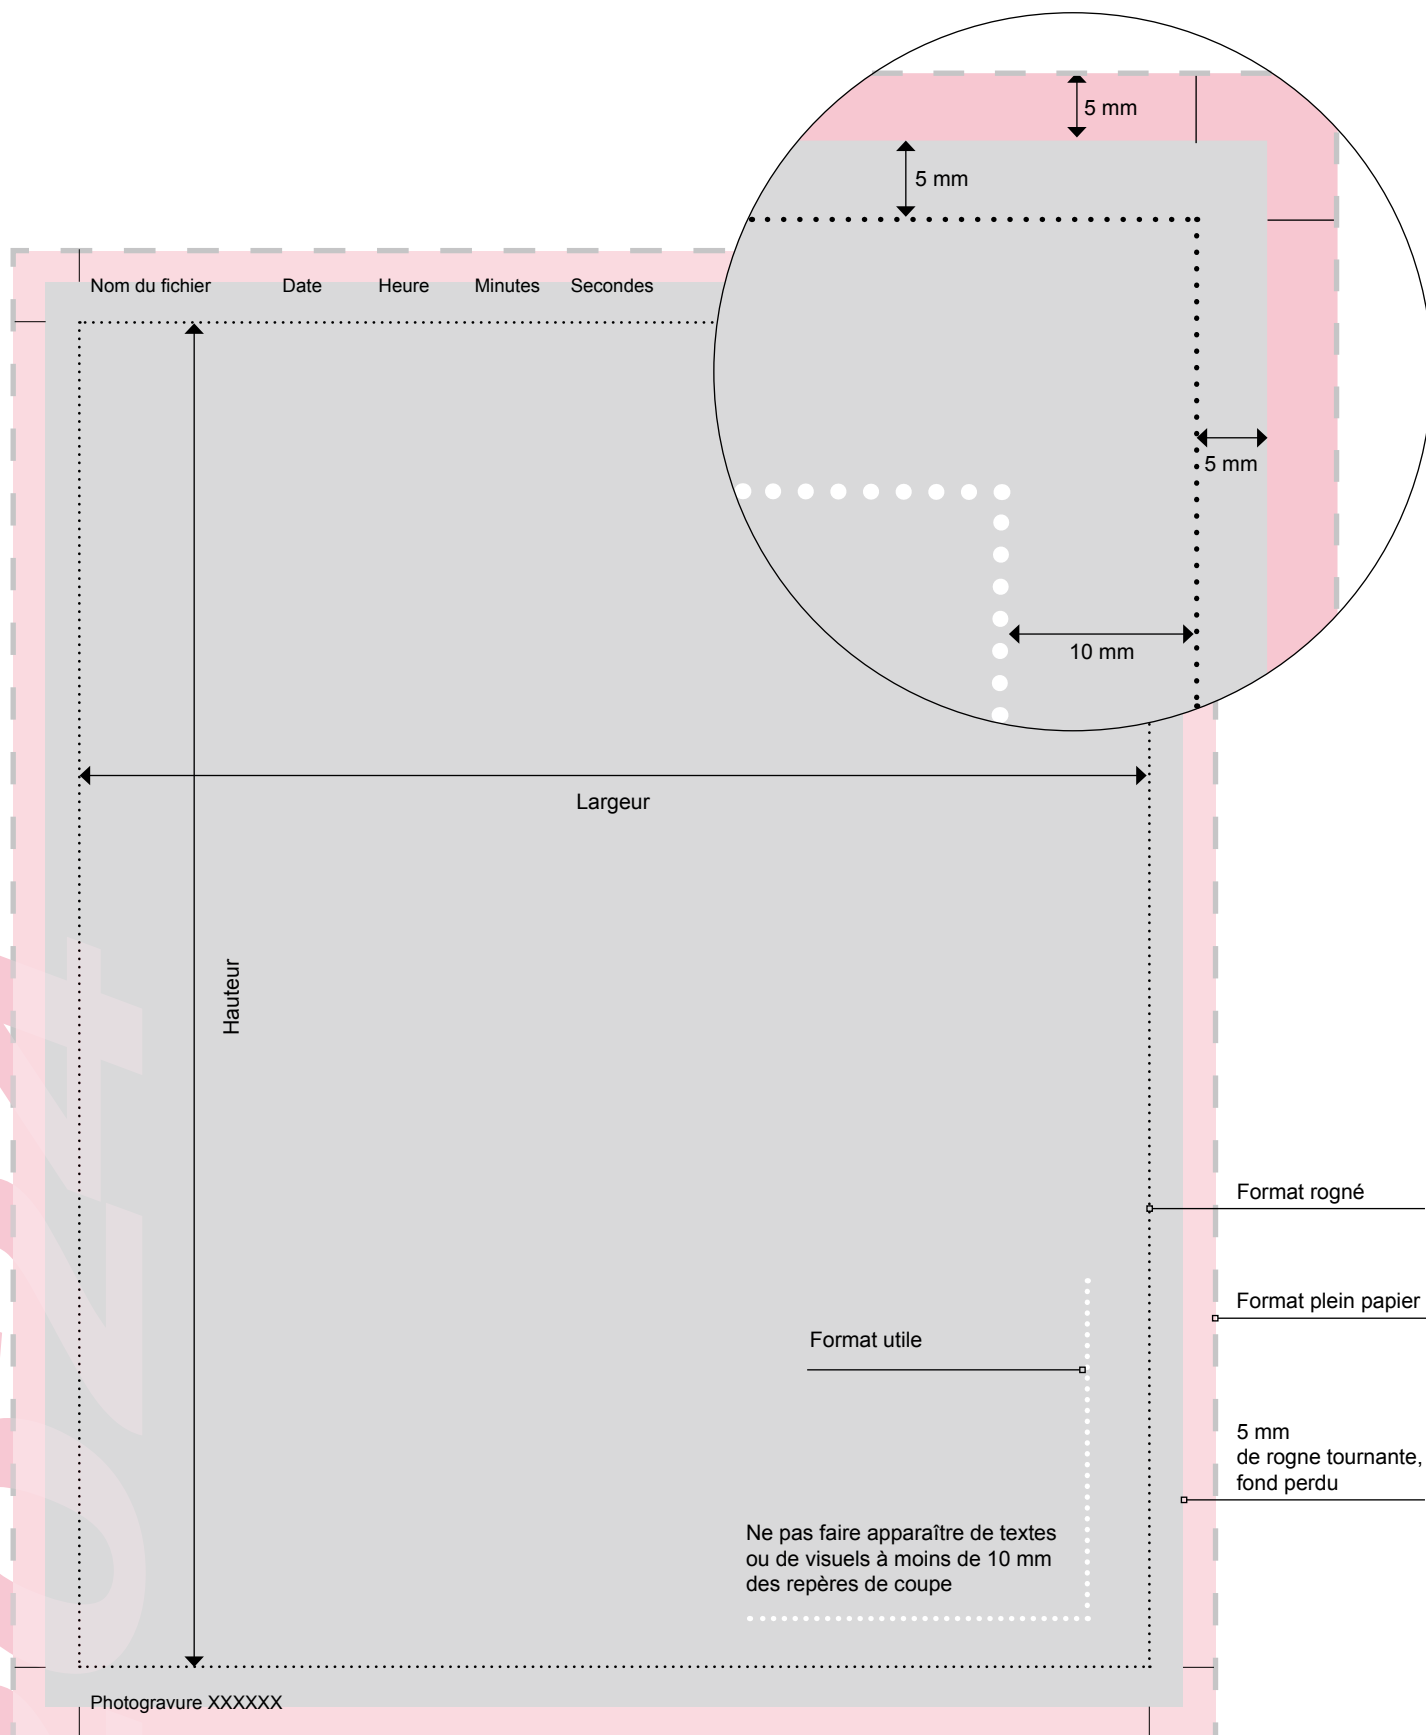 5 mm
5 mm
Nom du fichier Date Heure Minutes Secondes
5 mm
10 mm
Largeur
Hauteur
Format rogné
Format plein papier
Format utile
5 mm
de rogne tournante,
fond perdu
Ne pas faire apparaître de textes
ou de visuels à moins de 10 mm
des repères de coupe
Photogravure XXXXXX